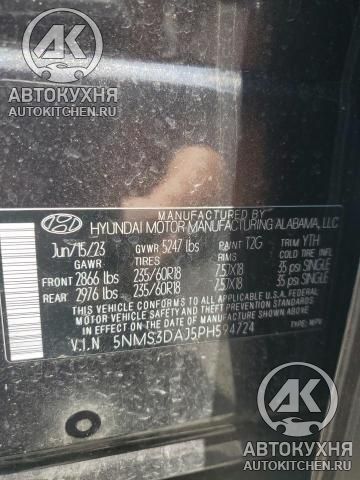 АК
АВТОКУХНЯ
AUTOKITCHEN.RU
MANUFACTURED BY
HYUNDAI MOTOR MANUFACTURING ALABAMA, LLC
Jun/15/23 GVWR 5247 lbs PAINT T2G TRIM YTH
GAWR TIRES RIMS COLD TIRE INFL
FRONT 2866 lbs 235/60R18 7.5JX18 35 psi SINGLE
REAR 2976 lbs 235/60R18 7.5JX18 35 psi SINGLE
THIS VEHICLE CONFORMS TO ALL APPLICABLE U.S.A. FEDERAL
MOTOR VEHICLE SAFETY, BUMPER, AND THEFT PREVENTION
STANDARDS IN EFFECT ON THE DATE OF MANUFACTURE SHOWN ABOVE.
V.I.N 5NMS3DAJ5PH594724 TYPE: MPV
АК
АВТОКУХНЯ
AUTOKITCHEN.RU